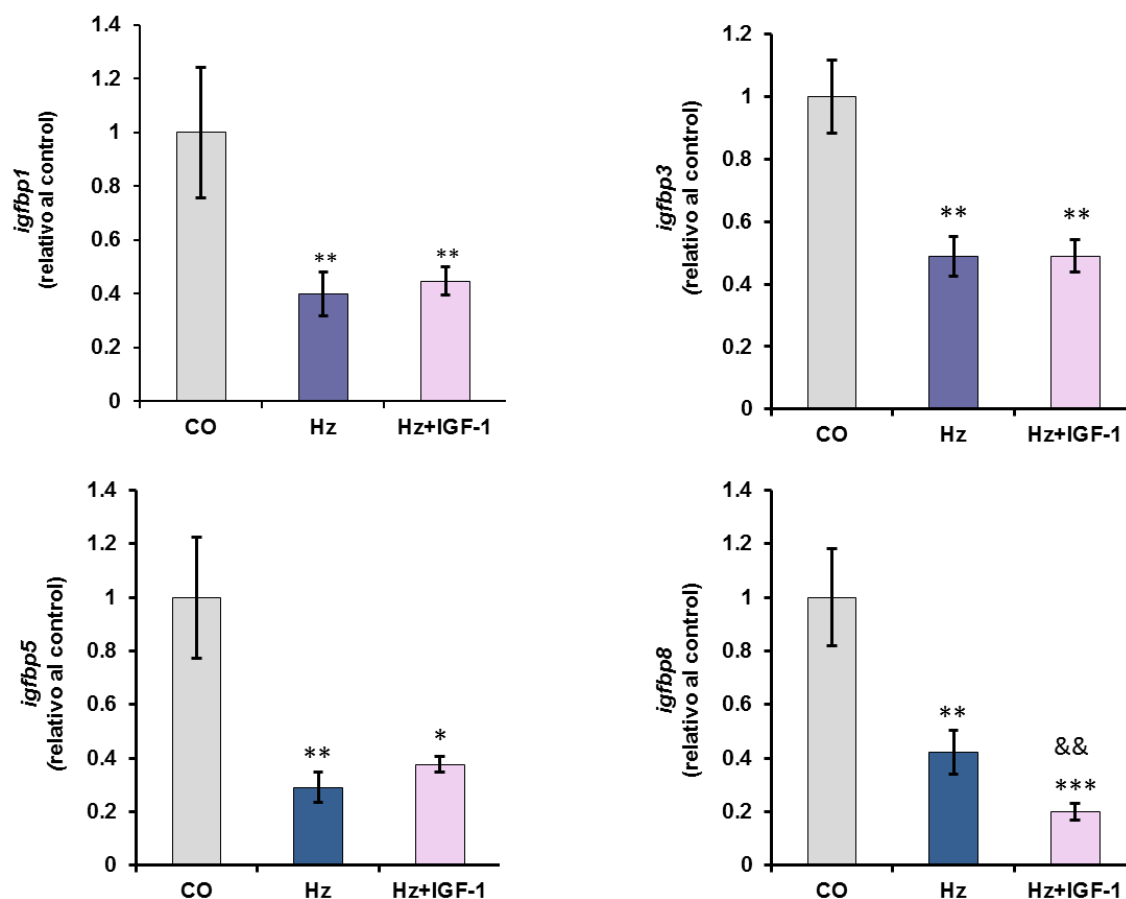 igfbp1
(relativo al control)
1.4
1.2
1
0.8
0.6
0.4
0.2
0
**
**
CO
Hz
Hz+IGF-1
igfbp3
(relativo al control)
1.2
1
0.8
0.6
0.4
0.2
0
**
**
CO
Hz
Hz+IGF-1
igfbp5
(relativo al control)
1.4
1.2
1
0.8
0.6
0.4
0.2
0
**
*
CO
Hz
Hz+IGF-1
igfbp8
(relativo al control)
1.4
1.2
1
0.8
0.6
0.4
0.2
0
**
&&
***
CO
Hz
Hz+IGF-1